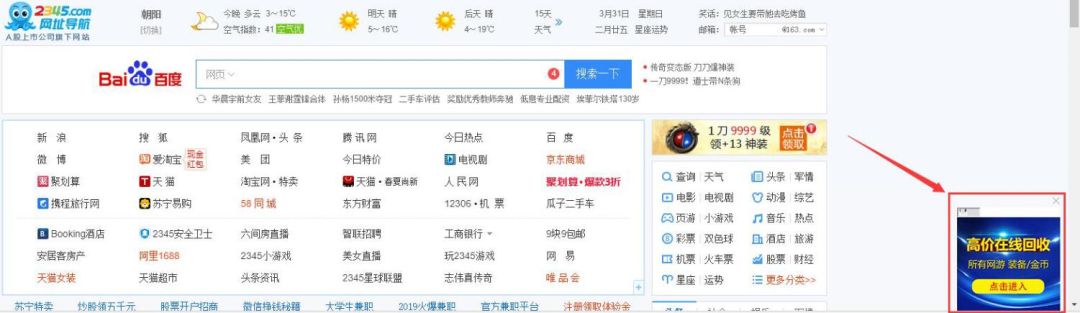 2345.com
网址导航
A股上市公司旗下网站
朝阳
[切换]
今晚 多云 3~15℃
空气指数：41 空气优
明天 晴
5~16℃
后天 晴
4~19℃
15天
天气
3月31日 星期日
二月廿五 星座运势
笑话：见女生要带她去吃烤鱼
邮箱：帐号 @163.com
Bai du 百度
网页
4
搜索一下
传奇变态版 刀刀爆神装
一刀9999! 道士带N条狗
华晨宇前女友 王菲谢霆锋合体 孙杨1500米夺冠 二手车评估 奖励优秀教师奔驰 低息专业配资 埃菲尔铁塔130岁
新 浪 搜 狐 凤凰网·头 条 腾 讯 网 今日热点 百 度
微 博 爱淘宝 现金红包 美 团 今日特价 电视剧 京东商城
聚划算 天 猫 淘宝网·特卖 天猫·春夏尚新 人 民 网 聚划算·爆款3折
携程旅行网 苏宁易购 58 同 城 东方财富 12306·机 票 瓜子二手车
Booking酒店 2345安全卫士 六间房直播 智联招聘 工商银行 9块9包邮
安居客房产 阿里1688 2345小游戏 美女直播 玩2345游戏 网 易
天猫女装 天猫超市 头条资讯 2345星球联盟 志伟真传奇 唯 品 会
苏宁特卖 炒股领万千元 股票开户招商 微信挣钱秘籍 大学生兼职 2019火爆兼职 官方兼职平台 注册领取体验金
1刀 9999 级
领+13 神装
点击
领取
1
查询 天气 头条 军情
电影 电视剧 动漫 综艺
页游 小游戏 音乐 热点
彩票 双色球 酒店 旅游
机票 火车票 股票 财经
星座 运势 更多分类>>
高价在线回收
所有网游 装备/金币
点击进入